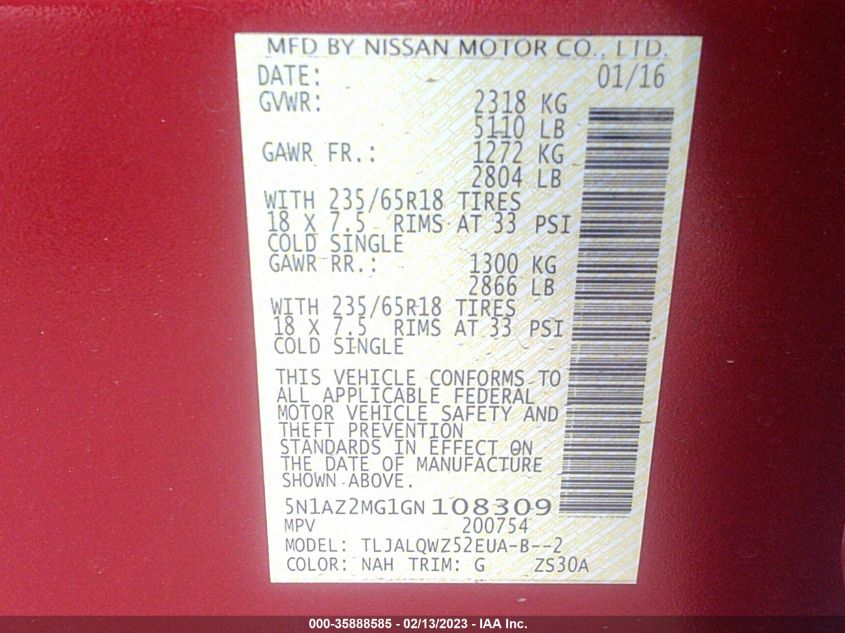 MFD BY NISSAN MOTOR CO., LTD.
DATE: 01/16
GVWR: 2318 KG
5110 LB
GAWR FR.: 1272 KG
2804 LB
WITH 235/65R18 TIRES
18 X 7.5 RIMS AT 33 PSI
COLD SINGLE
GAWR RR.: 1300 KG
2866 LB
WITH 235/65R18 TIRES
18 X 7.5 RIMS AT 33 PSI
COLD SINGLE
THIS VEHICLE CONFORMS TO
ALL APPLICABLE FEDERAL
MOTOR VEHICLE SAFETY AND
THEFT PREVENTION
STANDARDS IN EFFECT ON
THE DATE OF MANUFACTURE
SHOWN ABOVE.
5N1AZ2MG1GN108309
MPV 200754
MODEL: TLJALQWZ52EUA-B--2
COLOR: NAH TRIM: G ZS30A
000-35888585 - 02/13/2023 - IAA Inc.